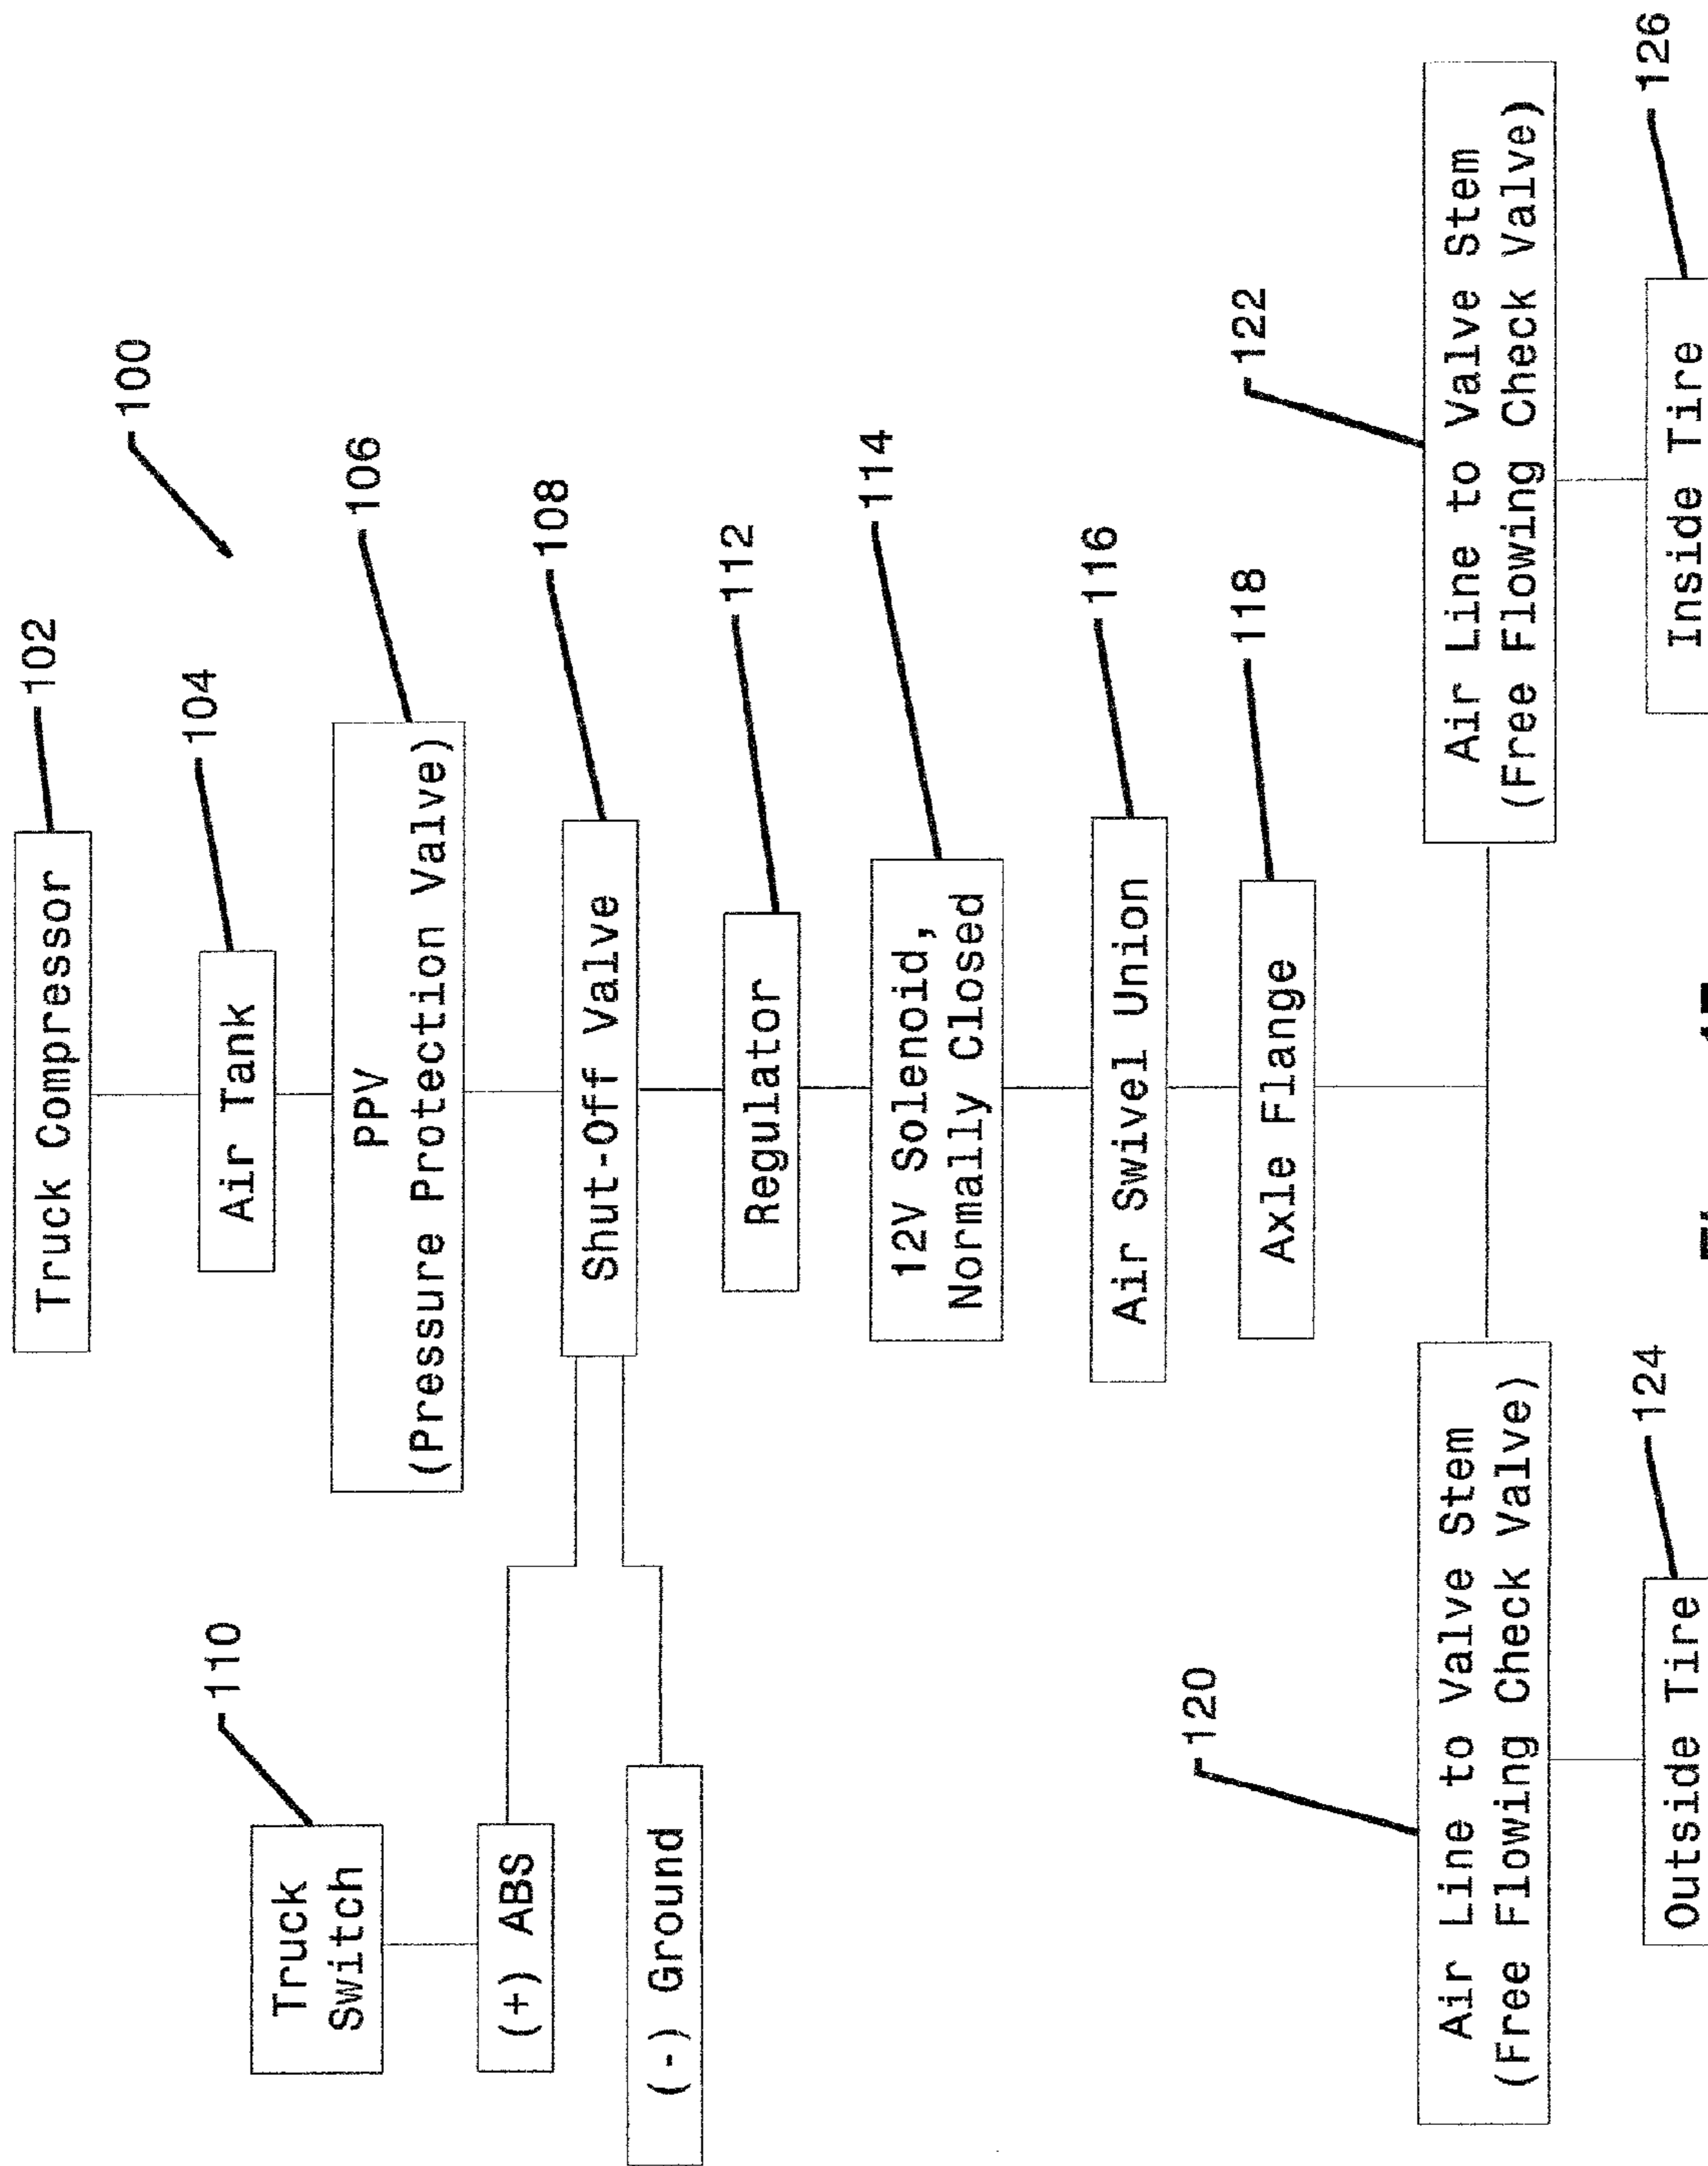 Truck Compressor
102
100
Air Tank
104
PPV
(Pressure Protection Valve)
106
Truck
Switch
110
(+) ABS
(-) Ground
Shut-Off Valve
108
Regulator
112
12V Solenoid,
Normally Closed
114
Air Swivel Union
116
Axle Flange
118
120
Air Line to Valve Stem
(Free Flowing Check Valve)
122
Air Line to Valve Stem
(Free Flowing Check Valve)
Outside Tire
124
Inside Tire
126